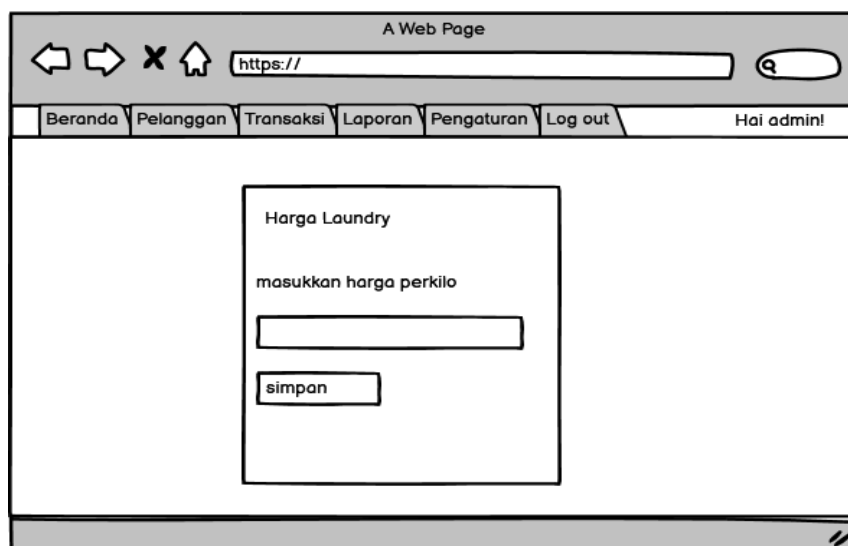 A Web Page
https://
Beranda Pelanggan Transaksi Laporan Pengaturan Log out Hai admin!
Harga Laundry
masukkan harga perkilo
simpan